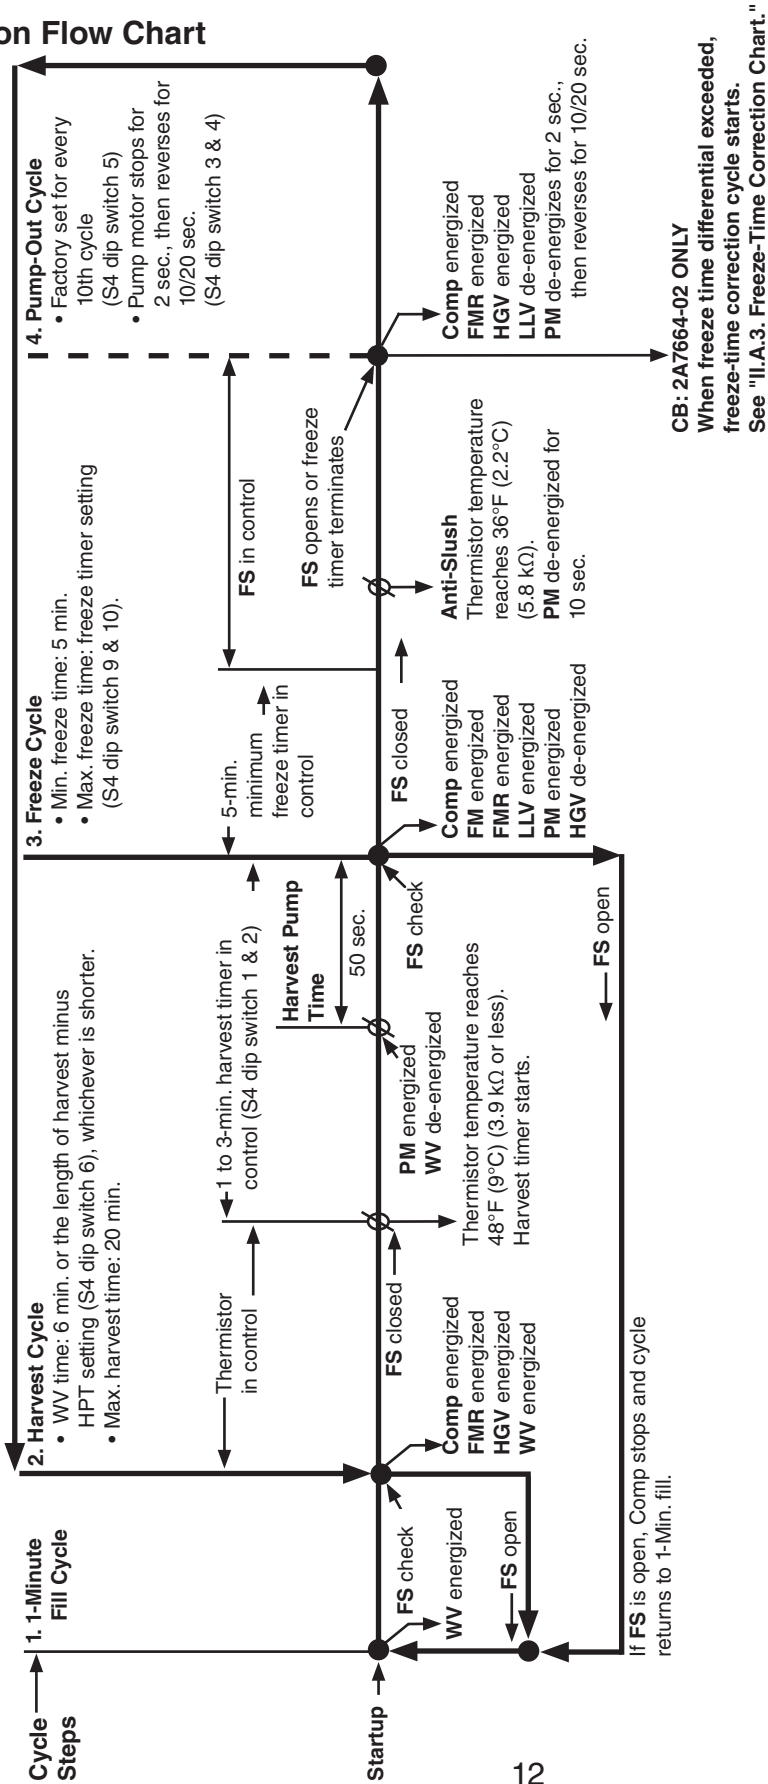 on Flow Chart
Cycle
Steps
1. 1-Minute
Fill Cycle
2. Harvest Cycle
• WV time: 6 min. or the length of harvest minus
HPT setting (S4 dip switch 6), whichever is shorter.
• Max. harvest time: 20 min.
3. Freeze Cycle
• Min. freeze time: 5 min.
• Max. freeze time: freeze timer setting
(S4 dip switch 9 & 10).
4. Pump-Out Cycle
• Factory set for every
10th cycle
(S4 dip switch 5)
• Pump motor stops for
2 sec., then reverses for
10/20 sec.
(S4 dip switch 3 & 4)
Thermistor
in control
1 to 3-min. harvest timer in
control (S4 dip switch 1 & 2)
Harvest Pump
Time
50 sec.
5-min.
minimum
freeze timer in
control
FS in control
FS opens or freeze
timer terminates
Startup
FS check
WV energized
FS open
Comp energized
FMR energized
HGV energized
WV energized
FS closed
Thermistor temperature reaches
48°F (9°C) (3.9 kΩ or less).
Harvest timer starts.
PM energized
WV de-energized
FS check
FS open
Comp energized
FM energized
FMR energized
LLV energized
PM energized
HGV de-energized
FS closed
Anti-Slush
Thermistor temperature
reaches 36°F (2.2°C)
(5.8 kΩ).
PM de-energized for
10 sec.
Comp energized
FMR energized
HGV energized
LLV de-energized
PM de-energizes for 2 sec.,
then reverses for 10/20 sec.
If FS is open, Comp stops and cycle
returns to 1-Min. fill.
CB: 2A7664-02 ONLY
When freeze time differential exceeded,
freeze-time correction cycle starts.
See "II.A.3. Freeze-Time Correction Chart."
12